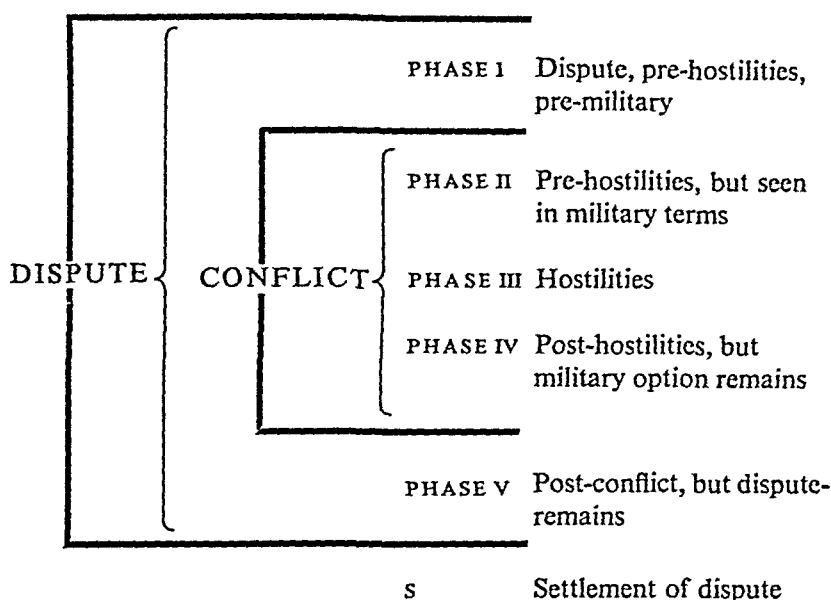 PHASE I Dispute, pre-hostilities,
pre-military
PHASE II Pre-hostilities, but seen
in military terms
DISPUTE CONFLICT PHASE III Hostilities
PHASE IV Post-hostilities, but
military option remains
PHASE V Post-conflict, but dispute-
remains
S Settlement of dispute